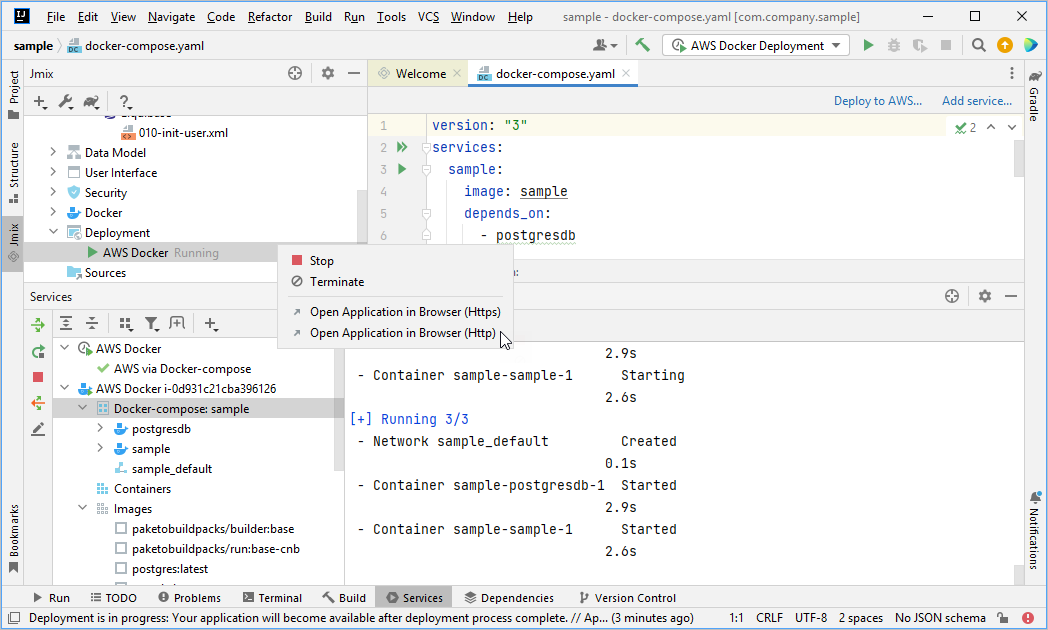 File Edit View Navigate Code Refactor Build Run Tools VCS Window Help sample - docker-compose.yaml [com.company.sample]
sample docker-compose.yaml
AWS Docker Deployment
Project
Structure
Jmix
Bookmarks
Jmix
010-init-user.xml
Data Model
User Interface
Security
Docker
Deployment
AWS Docker Running
Sources
Welcome
docker-compose.yaml
Deploy to AWS... Add service...
2
1 version: "3"
2 services:
3 sample:
4 image: sample
5 depends_on:
6 - postgresdb
Stop
Terminate
Open Application in Browser (Https)
Open Application in Browser (Http)
Gradle
Notifications
Services
AWS Docker
AWS via Docker-compose
AWS Docker i-0d931c21cba396126
Docker-compose: sample
postgresdb
sample
sample_default
Containers
Images
paketobuildpacks/builder:base
paketobuildpacks/run:base-cnb
postgres:latest
2.9s
- Container sample-sample-1 Starting
2.6s
[+] Running 3/3
- Network sample_default Created
0.1s
- Container sample-postgresdb-1 Started
2.9s
- Container sample-sample-1 Started
2.6s
Run TODO Problems Terminal Build Services Dependencies Version Control
Deployment is in progress: Your application will become available after deployment process complete. // Ap... (3 minutes ago) 1:1 CRLF UTF-8 2 spaces No JSON schema